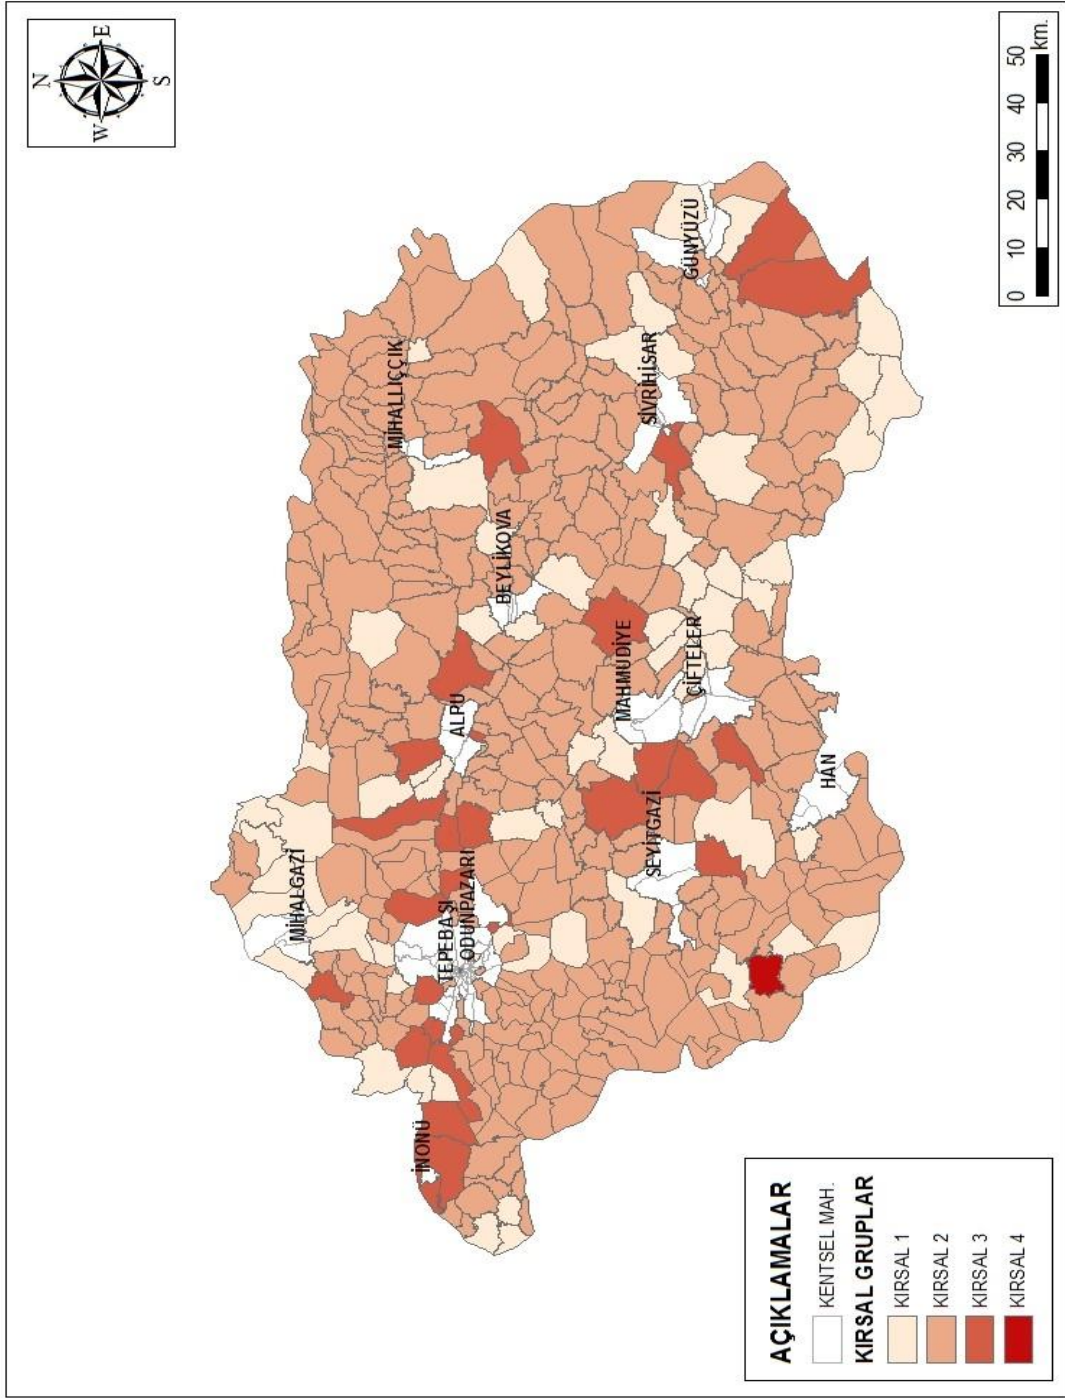 N
W
E
S
MİHALGAZİ
MİHALLIÇÇIK
İNÖNÜ
TEPEBAŞI
ODUNPAZARI
ALPU
BEYLİKOVA
MAHMUDİYE
SİVRİHİSAR
GÜNYÜZÜ
SEYİTGAZİ
ÇİFTELER
HAN
AÇIKLAMALAR
KENTSEL MAH.
KIRSAL GRUPLAR
KIRSAL 1
KIRSAL 2
KIRSAL 3
KIRSAL 4
0 10 20 30 40 50
km.